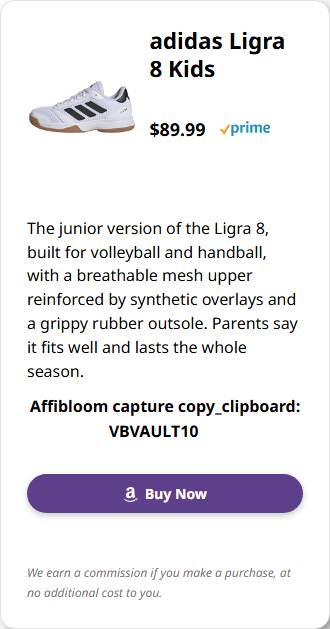 adidas Ligra
8 Kids
$89.99 prime
The junior version of the Ligra 8,
built for volleyball and handball,
with a breathable mesh upper
reinforced by synthetic overlays and
a grippy rubber outsole. Parents say
it fits well and lasts the whole
season.
Affibloom capture copy_clipboard:
VBVAULT10
Buy Now
We earn a commission if you make a purchase, at
no additional cost to you.